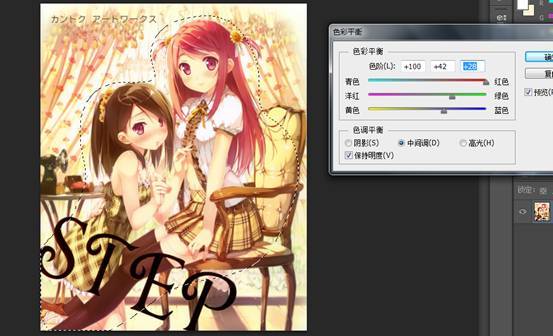 カントク アートワークス
STEP
色彩平衡
色彩平衡
色阶(L): +100 +42 +28
青色 红色
洋红 绿色
黄色 蓝色
色调平衡
阴影(S) 中间调(D) 高光(H)
保持明度(V)
预览(P
锁定:
R
G